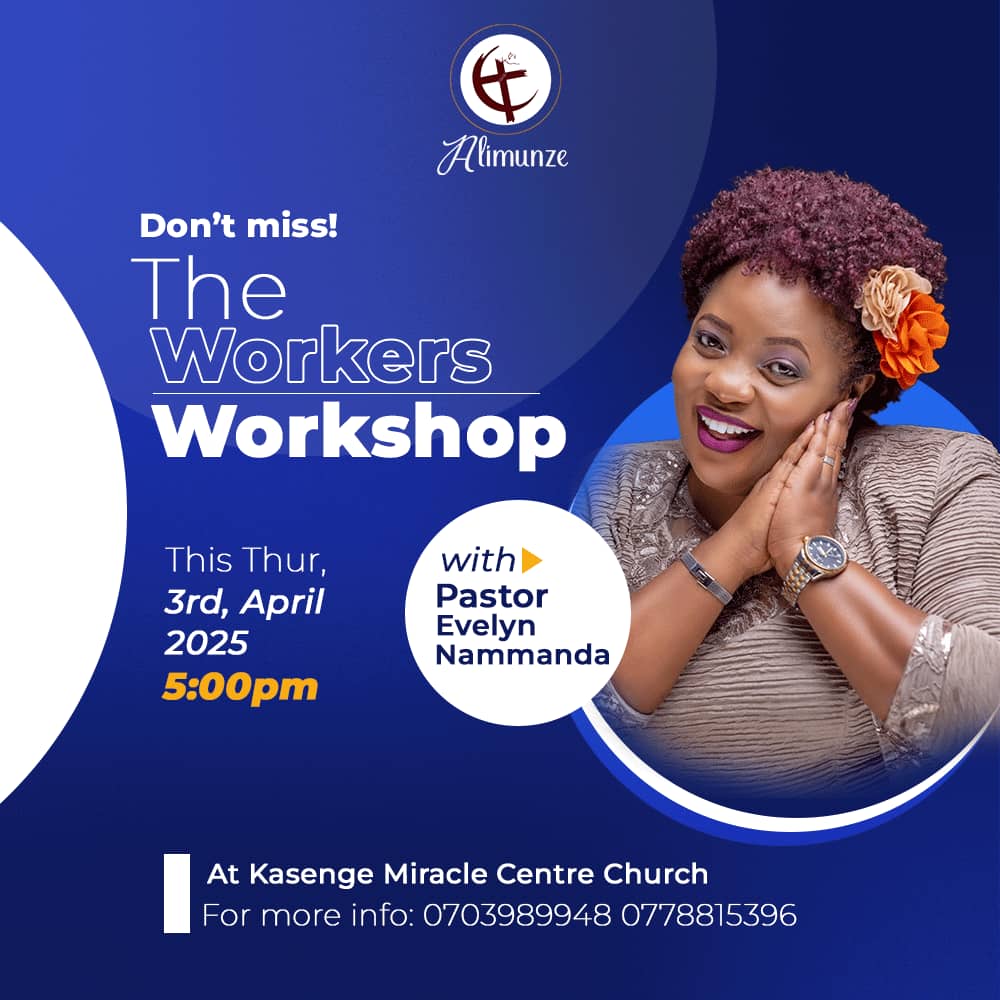 Alimunze
Don't miss!
The
Workers
Workshop
This Thur,
3rd, April
2025
5:00pm
with
Pastor
Evelyn
Nammanda
At Kasenge Miracle Centre Church
For more info: 0703989948 0778815396